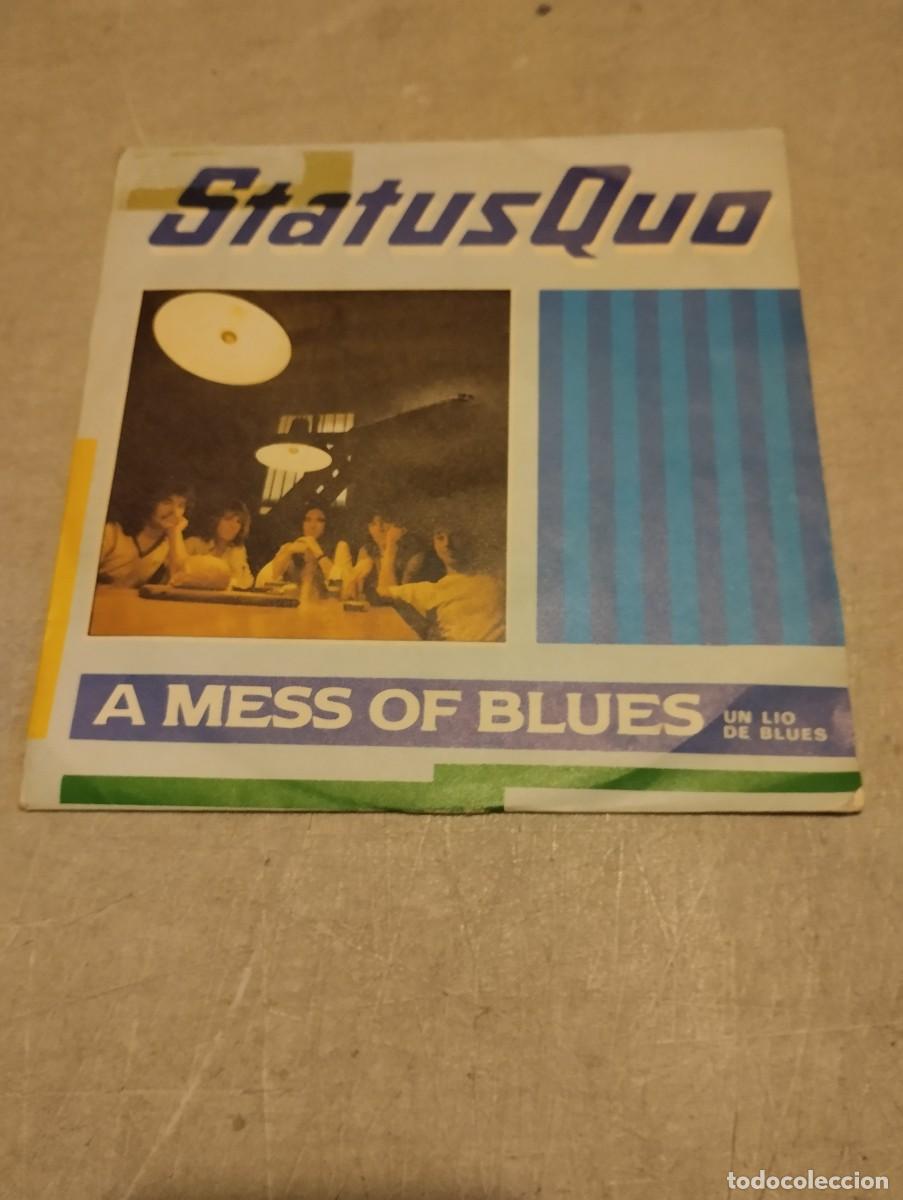 StatusQuo
A MESS OF BLUES
UN LIO
DE BLUES
todocoleccion